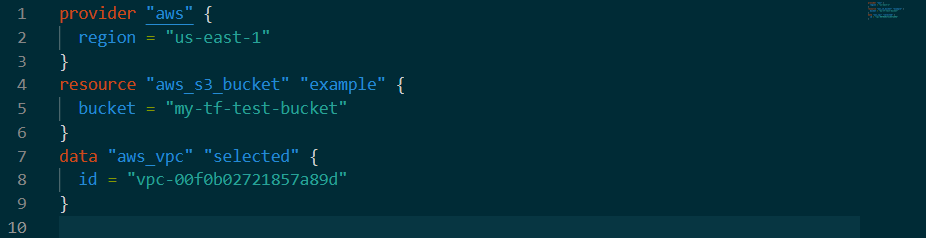 1 provider "aws" {
2   region = "us-east-1"
3 }
4 resource "aws_s3_bucket" "example" {
5   bucket = "my-tf-test-bucket"
6 }
7 data "aws_vpc" "selected" {
8   id = "vpc-00f0b02721857a89d"
9 }
10